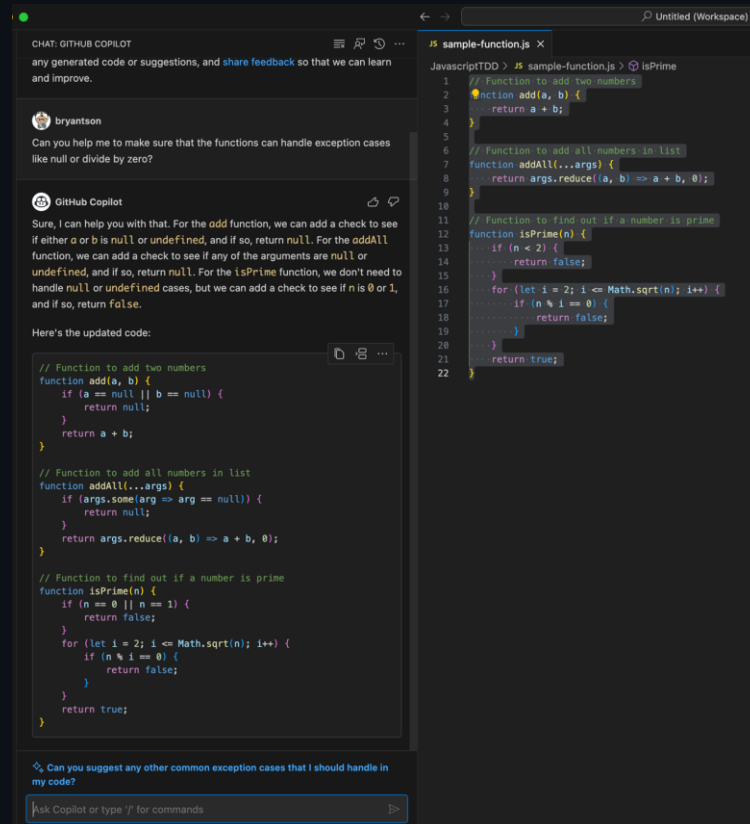 CHAT: GITHUB COPILOT
any generated code or suggestions, and share feedback so that we can learn
and improve.
bryantson
Can you help me to make sure that the functions can handle exception cases
like null or divide by zero?
GitHub Copilot
Sure, I can help you with that. For the add function, we can add a check to see
if either a or b is null or undefined, and if so, return null. For the addAll
function, we can add a check to see if any of the arguments are null or
undefined, and if so, return null. For the isPrime function, we don't need to
handle null or undefined cases, but we can add a check to see if n is 0 or 1,
and if so, return false.
Here's the updated code:
// Function to add two numbers
function add(a, b) {
    if (a == null || b == null) {
        return null;
    }
    return a + b;
}
// Function to add all numbers in list
function addAll(...args) {
    if (args.some(arg => arg == null)) {
        return null;
    }
    return args.reduce((a, b) => a + b, 0);
}
// Function to find out if a number is prime
function isPrime(n) {
    if (n == 0 || n == 1) {
        return false;
    }
    for (let i = 2; i <= Math.sqrt(n); i++) {
        if (n % i == 0) {
            return false;
        }
    }
    return true;
}
Can you suggest any other common exception cases that I should handle in
my code?
Ask Copilot or type '/' for commands
Untitled (Workspace)
JS sample-function.js
JavascriptTDD > JS sample-function.js > isPrime
1 // Function to add two numbers
2 nction add(a, b) {
3     return a + b;
4 }
5
6 // Function to add all numbers in list
7 function addAll(...args) {
8     return args.reduce((a, b) => a + b, 0);
9 }
10
11 // Function to find out if a number is prime
12 function isPrime(n) {
13     if (n < 2) {
14         return false;
15     }
16     for (let i = 2; i <= Math.sqrt(n); i++) {
17         if (n % i == 0) {
18             return false;
19         }
20     }
21     return true;
22 }